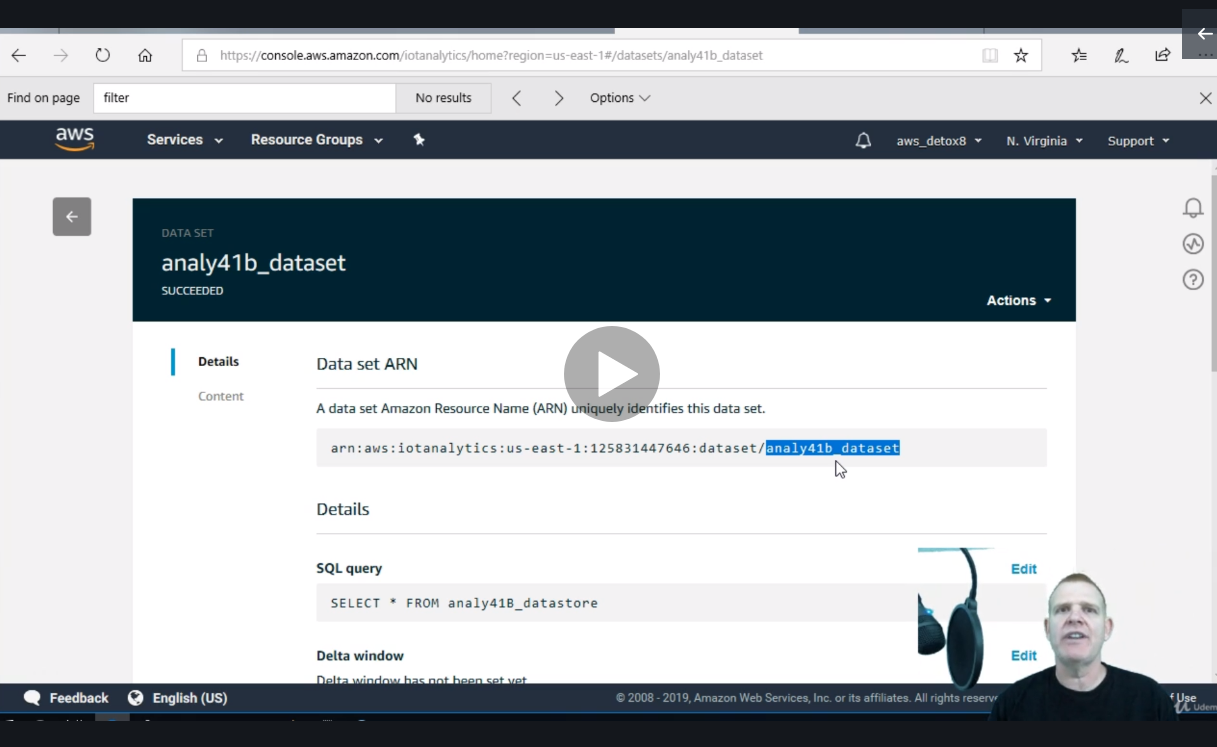 https://console.aws.amazon.com/iotanalytics/home?region=us-east-1#/datasets/analy41b_dataset
Find on page filter No results Options
aws Services Resource Groups aws_detox8 N. Virginia Support
DATA SET
analy41b_dataset
SUCCEEDED
Actions
Details
Content
Data set ARN
A data set Amazon Resource Name (ARN) uniquely identifies this data set.
arn:aws:iotanalytics:us-east-1:125831447646:dataset/analy41b_dataset
Details
SQL query Edit
SELECT * FROM analy41B_datastore
Delta window Edit
Delta window has not been set yet
Feedback English (US) © 2008 - 2019, Amazon Web Services, Inc. or its affiliates. All rights Use